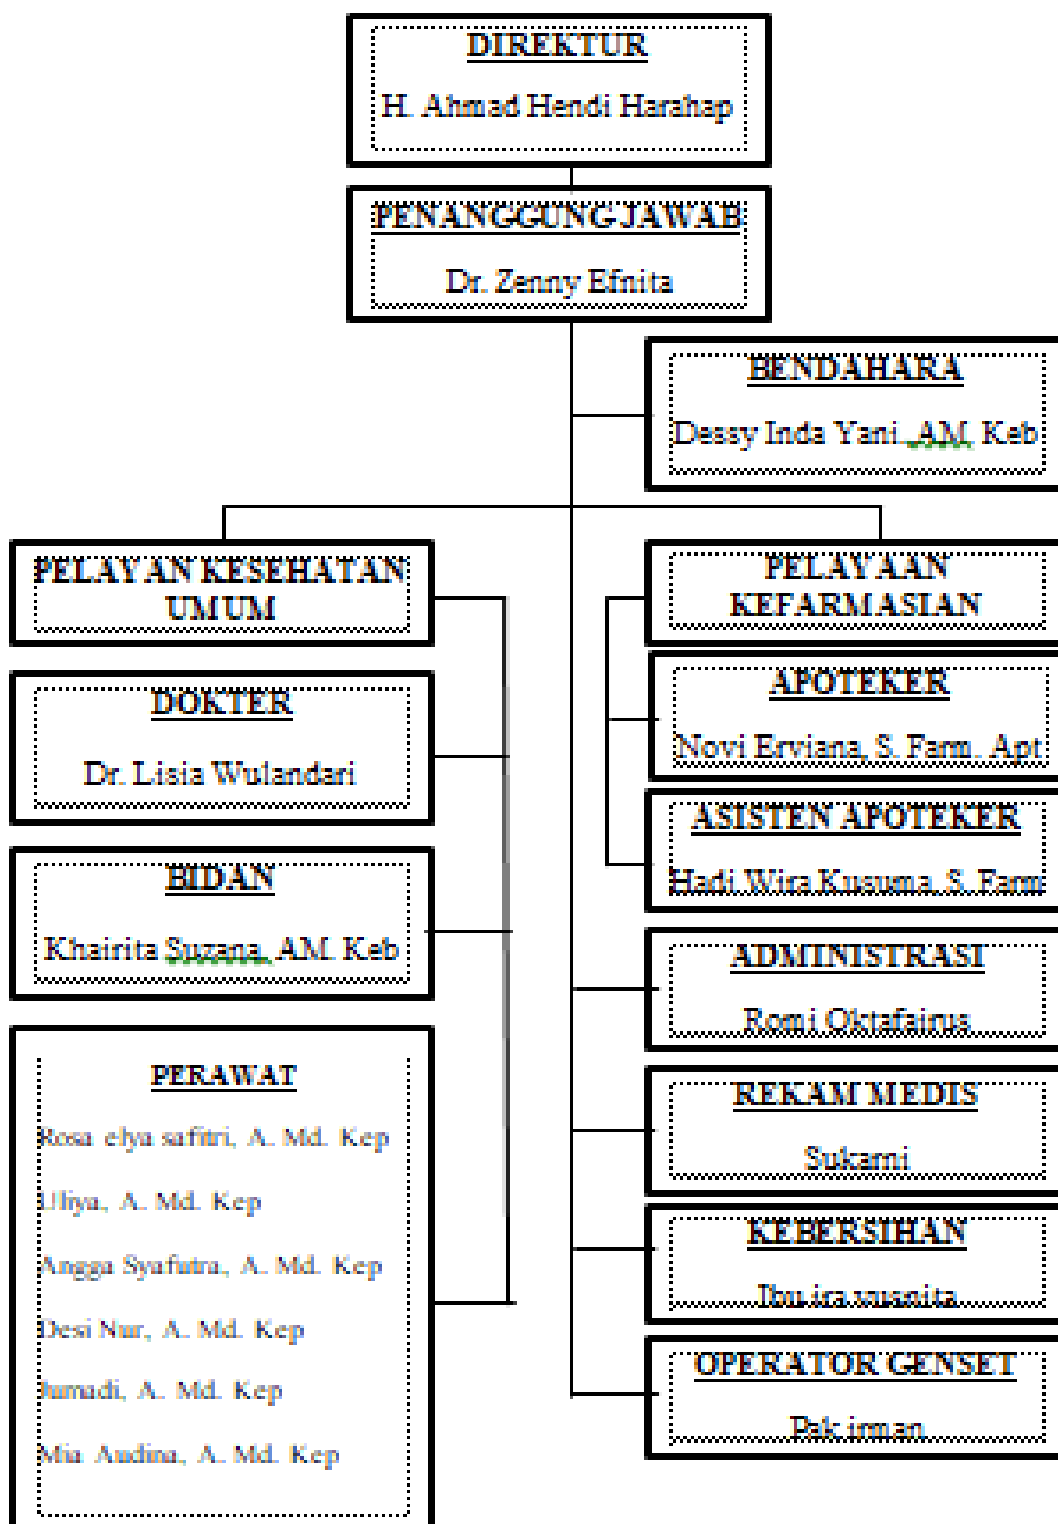 DIREKTUR
H. Ahmad Hendi Harahap
PENANGGUNG JAWAB
Dr. Zenny Efnita
BENDAHARA
Dessy Inda Yani. AM. Keb
PELAYAN KESEHATAN
UMUM
DOKTER
Dr. Lisia Wulandari
BIDAN
Khairita Suzana, AM. Keb
PERAWAT
Rosa elya safitri, A. Md. Kep
Uliya, A. Md. Kep
Angga Syafutra, A. Md. Kep
Desi Nur, A. Md. Kep
Jumadi, A. Md. Kep
Mia Audina, A. Md. Kep
PELAYAAN
KEFARMASIAN
APOTEKER
Novi Erviana, S. Farm. Apt
ASISTEN APOTEKER
Hadi Wira Kusuma, S. Farm
ADMINISTRASI
Romi Oktafairus
REKAM MEDIS
Sukarni
KEBERSIHAN
Ibu ira yusnita
OPERATOR GENSET
Pak irman